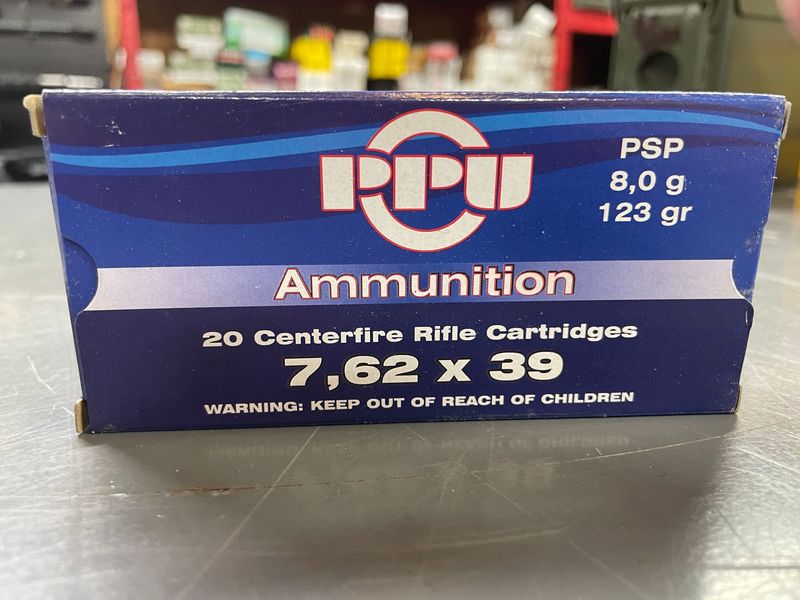 PPU
PSP
8,0 g
123 gr
Ammunition
20 Centerfire Rifle Cartridges
7,62 x 39
WARNING: KEEP OUT OF REACH OF CHILDREN